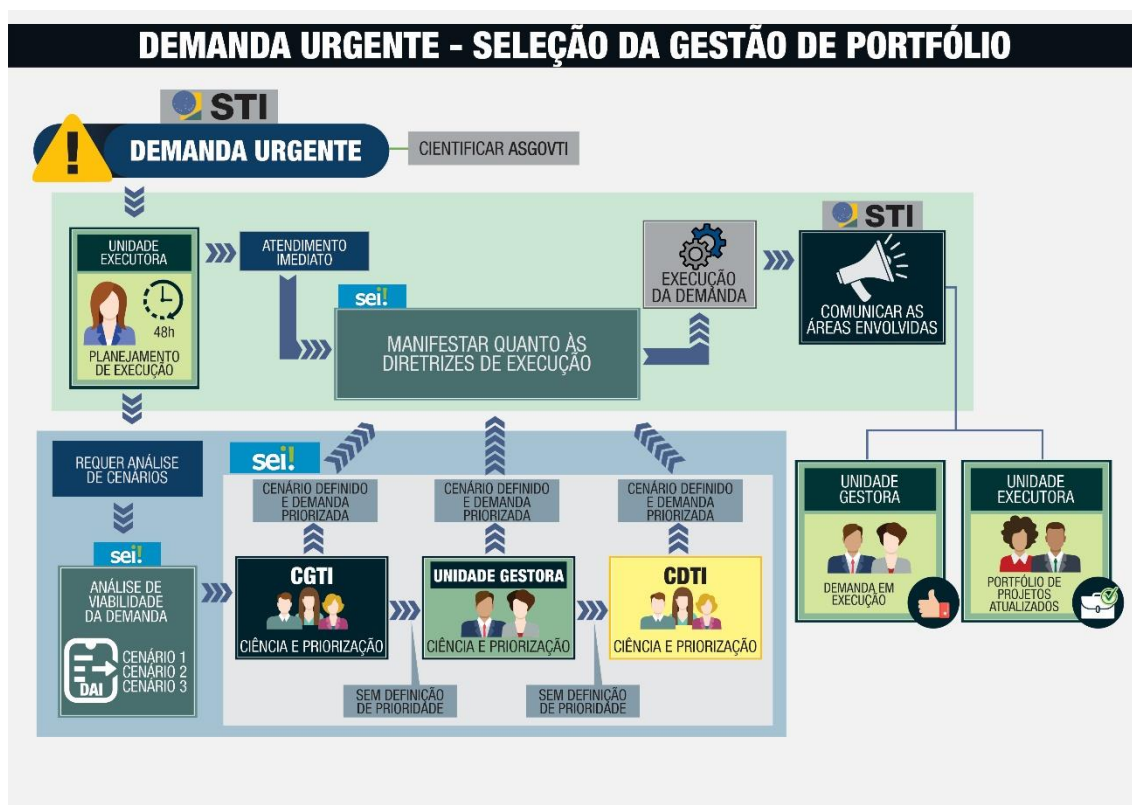 DEMANDA URGENTE - SELEÇÃO DA GESTÃO DE PORTFÓLIO
STI
DEMANDA URGENTE
CIENTIFICAR ASGOVTI
UNIDADE
EXECUTORA
48h
PLANEJAMENTO
DE EXECUÇÃO
ATENDIMENTO
IMEDIATO
sei!
MANIFESTAR QUANTO ÀS
DIRETRIZES DE EXECUÇÃO
EXECUÇÃO
DA DEMANDA
STI
COMUNICAR AS
ÁREAS ENVOLVIDAS
REQUER ANÁLISE
DE CENÁRIOS
sei!
ANÁLISE DE
VIABILIDADE
DA DEMANDA
DAI
CENÁRIO 1
CENÁRIO 2
CENÁRIO 3
sei!
CENÁRIO DEFINIDO
E DEMANDA
PRIORIZADA
CGTI
CIÊNCIA E PRIORIZAÇÃO
SEM DEFINIÇÃO
DE PRIORIDADE
CENÁRIO DEFINIDO
E DEMANDA
PRIORIZADA
UNIDADE GESTORA
CIÊNCIA E PRIORIZAÇÃO
SEM DEFINIÇÃO
DE PRIORIDADE
CENÁRIO DEFINIDO
E DEMANDA
PRIORIZADA
CDTI
CIÊNCIA E PRIORIZAÇÃO
UNIDADE
GESTORA
DEMANDA EM
EXECUÇÃO
UNIDADE
EXECUTORA
PORTFÓLIO DE
PROJETOS
ATUALIZADOS